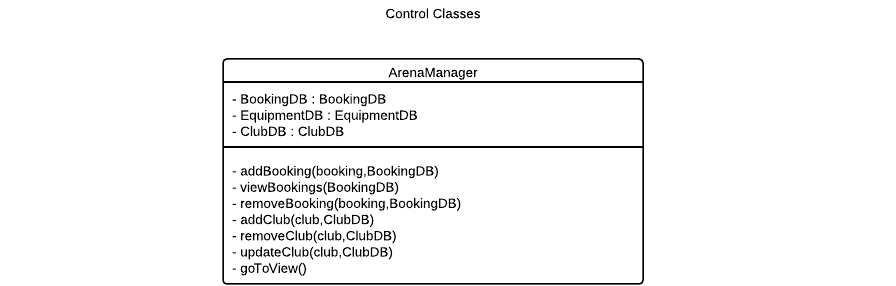 Control Classes
ArenaManager
- BookingDB : BookingDB
- EquipmentDB : EquipmentDB
- ClubDB : ClubDB
- addBooking(booking,BookingDB)
- viewBookings(BookingDB)
- removeBooking(booking,BookingDB)
- addClub(club,ClubDB)
- removeClub(club,ClubDB)
- updateClub(club,ClubDB)
- goToView()